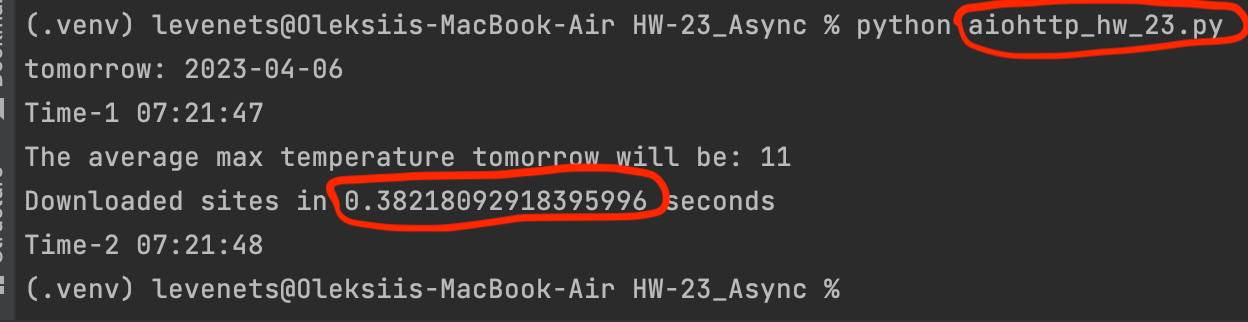 (.venv) levenets@Oleksiis-MacBook-Air HW-23_Async % python aiohttp_hw_23.py
tomorrow: 2023-04-06
Time-1 07:21:47
The average max temperature tomorrow will be: 11
Downloaded sites in 0.38218092918395996 seconds
Time-2 07:21:48
(.venv) levenets@Oleksiis-MacBook-Air HW-23_Async %